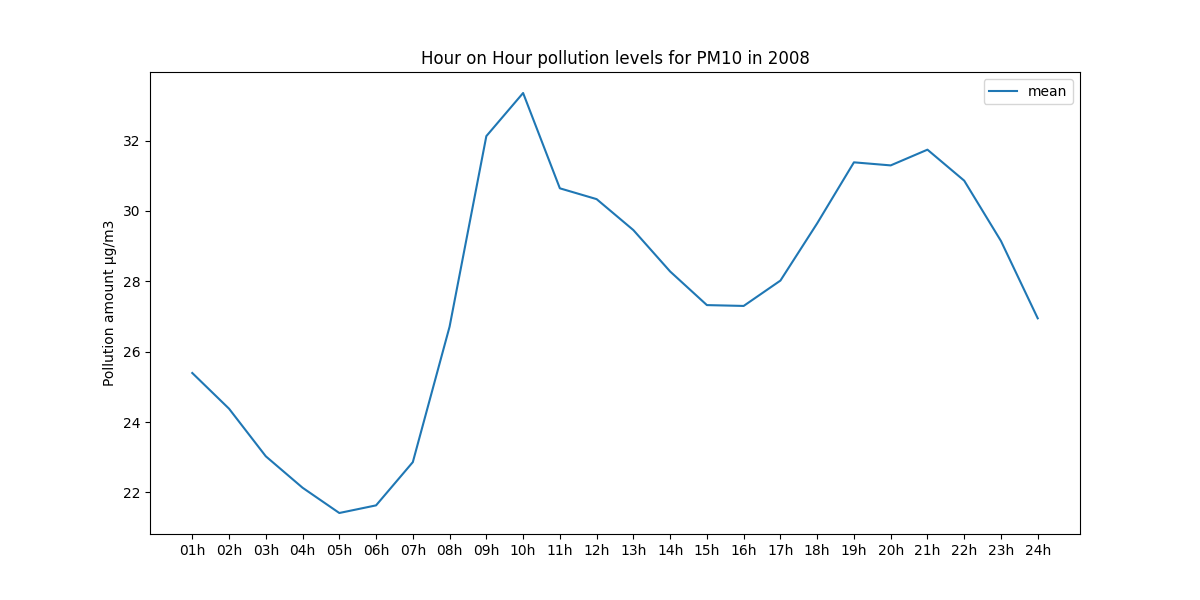 Hour on Hour pollution levels for PM10 in 2008
mean
Pollution amount µg/m3
32
30
28
26
24
22
01h 02h 03h 04h 05h 06h 07h 08h 09h 10h 11h 12h 13h 14h 15h 16h 17h 18h 19h 20h 21h 22h 23h 24h